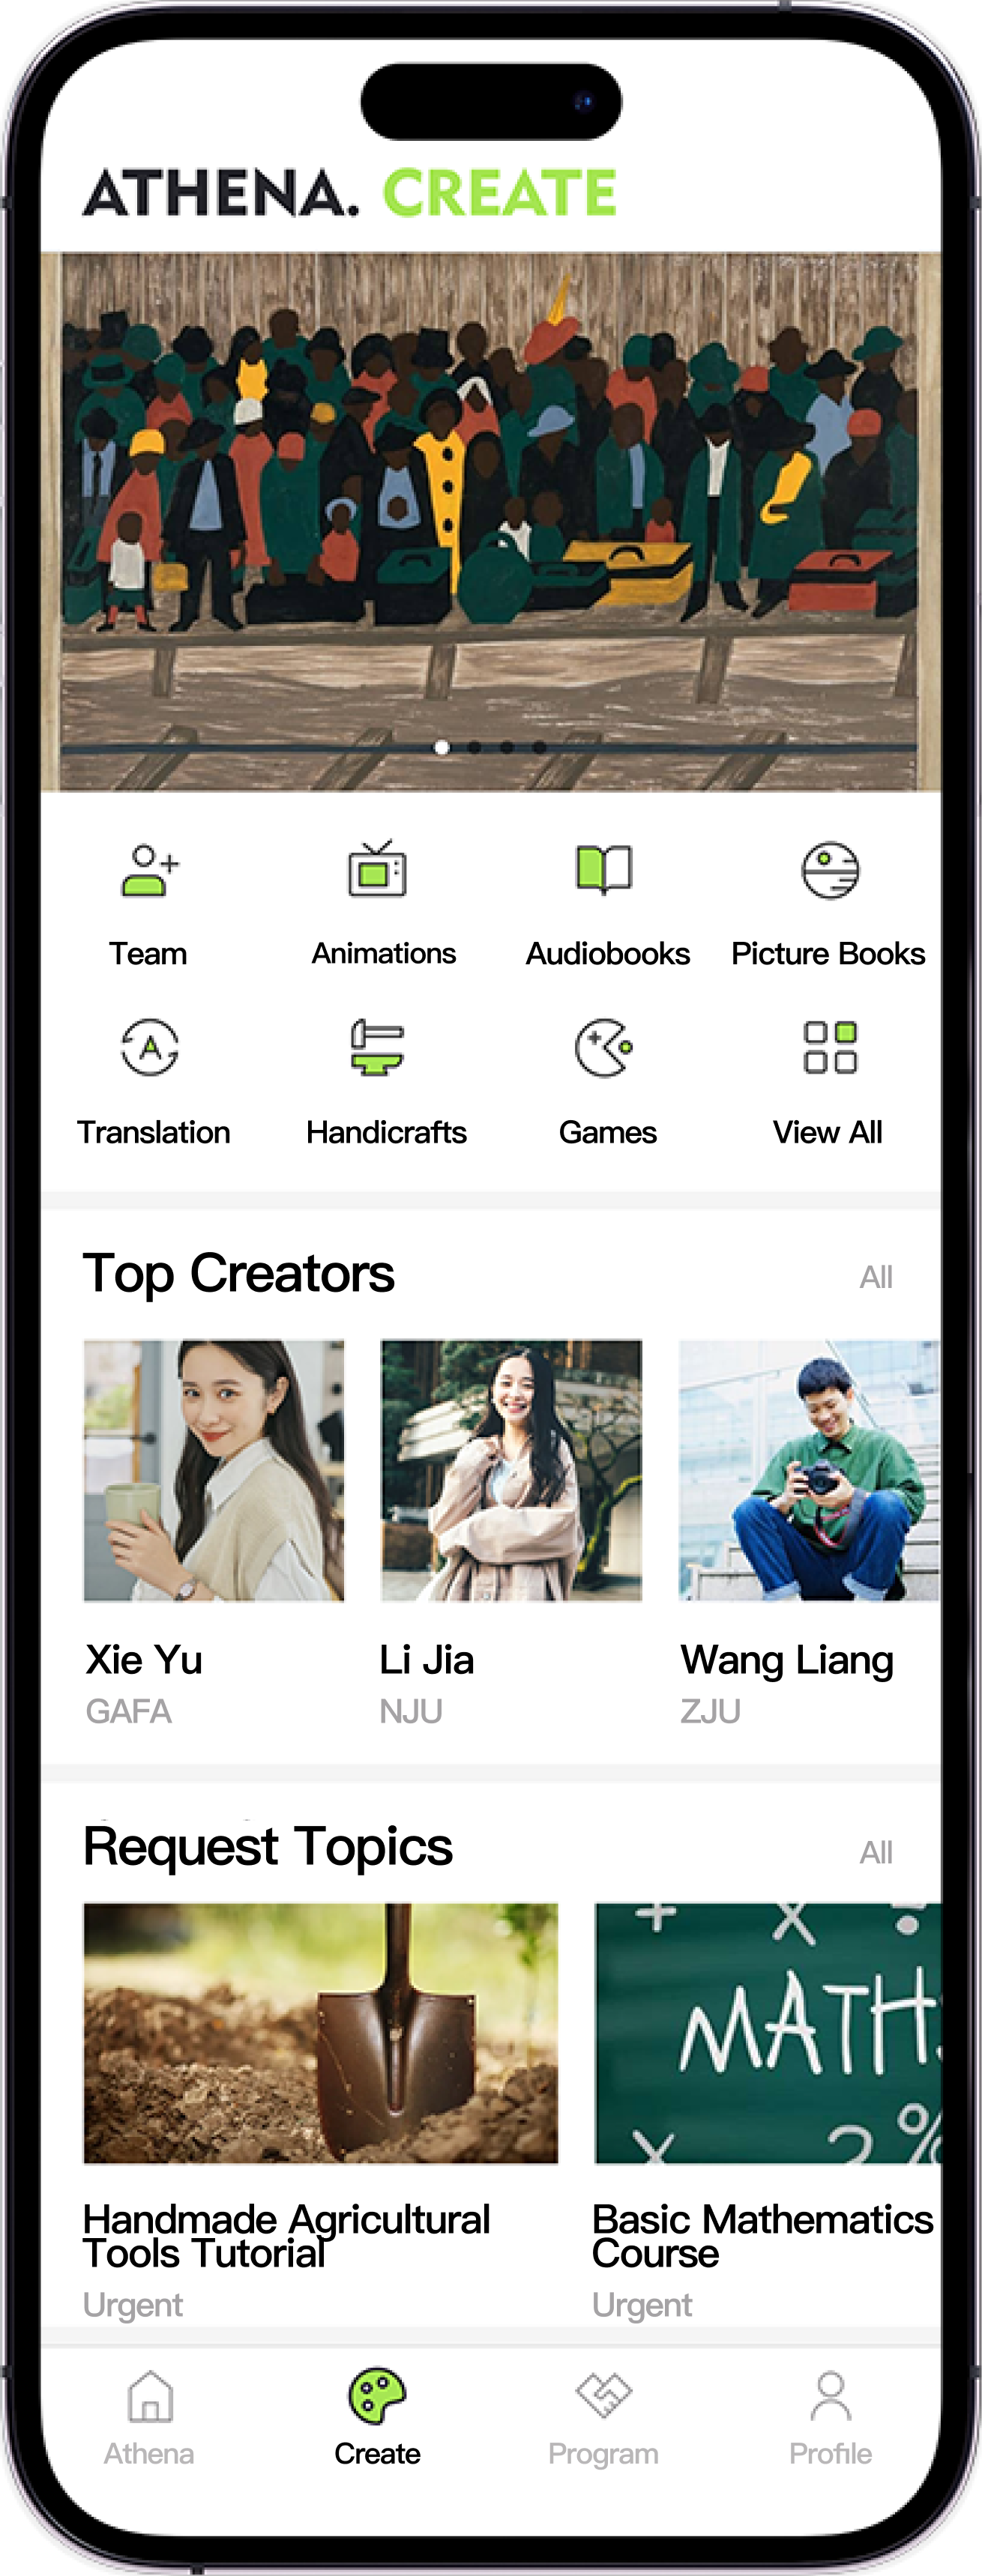 ATHENA. CREATE
Team
Animations
Audiobooks
Picture Books
Translation
Handicrafts
Games
View All
Top Creators
All
Xie Yu
Li Jia
Wang Liang
GAFA
NJU
ZJU
Request Topics
All
+ X ÷
MATH
X 2 %
Handmade Agricultural
Tools Tutorial
Basic Mathematics
Course
Urgent
Urgent
Athena
Create
Program
Profile